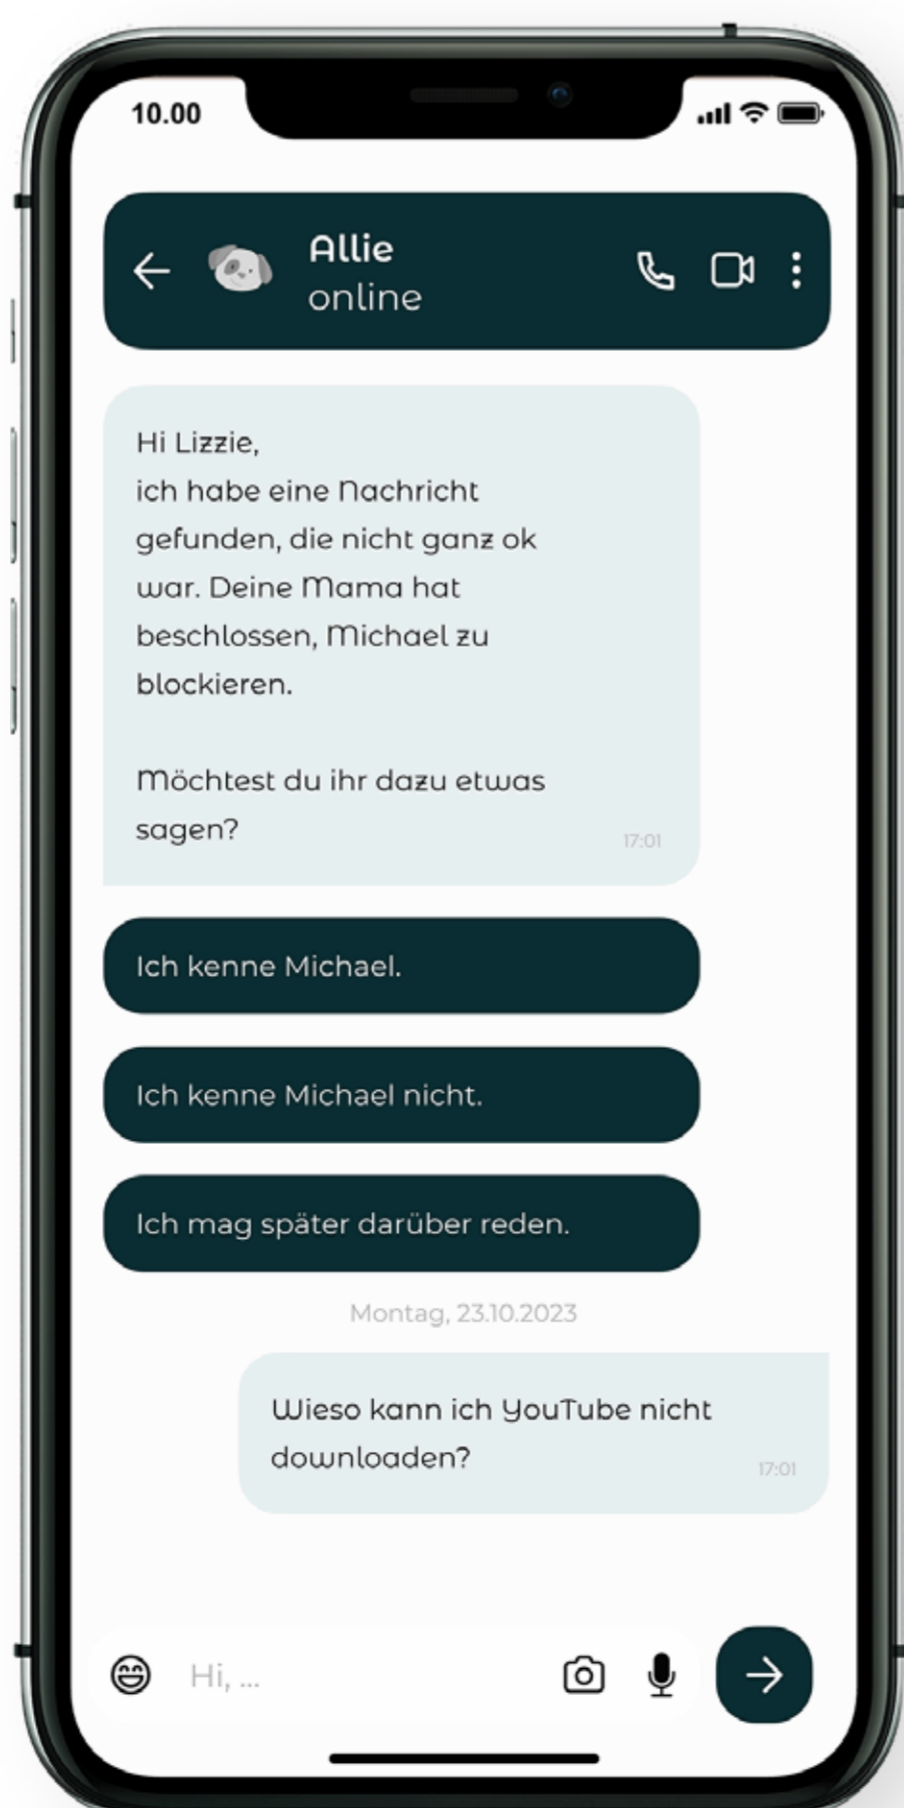 10.00
Allie
online
Hi Lizzie,
ich habe eine Nachricht
gefunden, die nicht ganz ok
war. Deine Mama hat
beschlossen, Michael zu
blockieren.
Möchtest du ihr dazu etwas
sagen?
17:01
Ich kenne Michael.
Ich kenne Michael nicht.
Ich mag später darüber reden.
Montag, 23.10.2023
Wieso kann ich YouTube nicht
downloaden?
17:01
Hi, ...